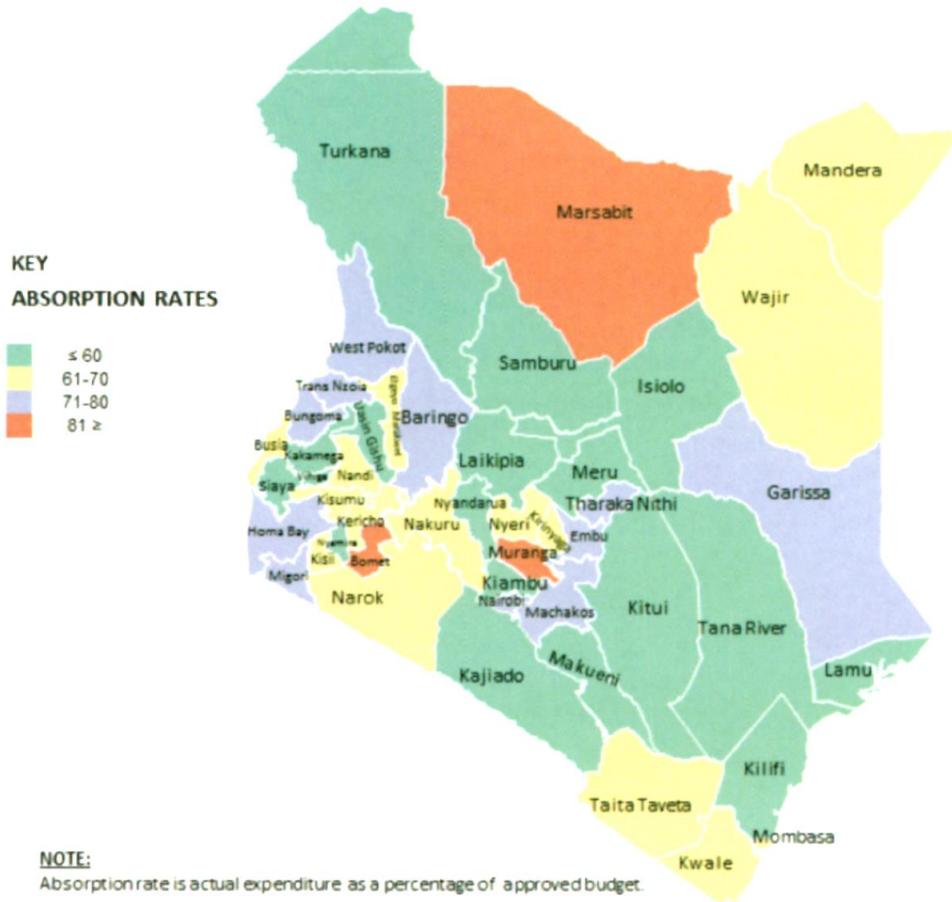 Turkana
Mandera
Marsabit
KEY
ABSORPTION RATES
Wajir
≤ 60
61-70
71-80
81 ≥
West Pokot
Samburu
Isiolo
Trans Nzoia
Elgeyo Marakwet
Bungoma
Uasin Gishu
Baringo
Busia
Kakamega
Laikipia
Meru
Vihiga
Nandi
Siaya
Garissa
Kisumu
Nyandarua
Tharaka Nithi
Kericho
Nakuru
Nyeri
Kirinyaga
Homa Bay
Embu
Nyamira
Kisii
Bomet
Muranga
Migori
Kiambu
Narok
Nairobi
Machakos
Kitui
Tana River
Makueni
Kajiado
Lamu
Kilifi
Taita Taveta
Mombasa
Kwale
NOTE:
Absorption rate is actual expenditure as a percentage of approved budget.